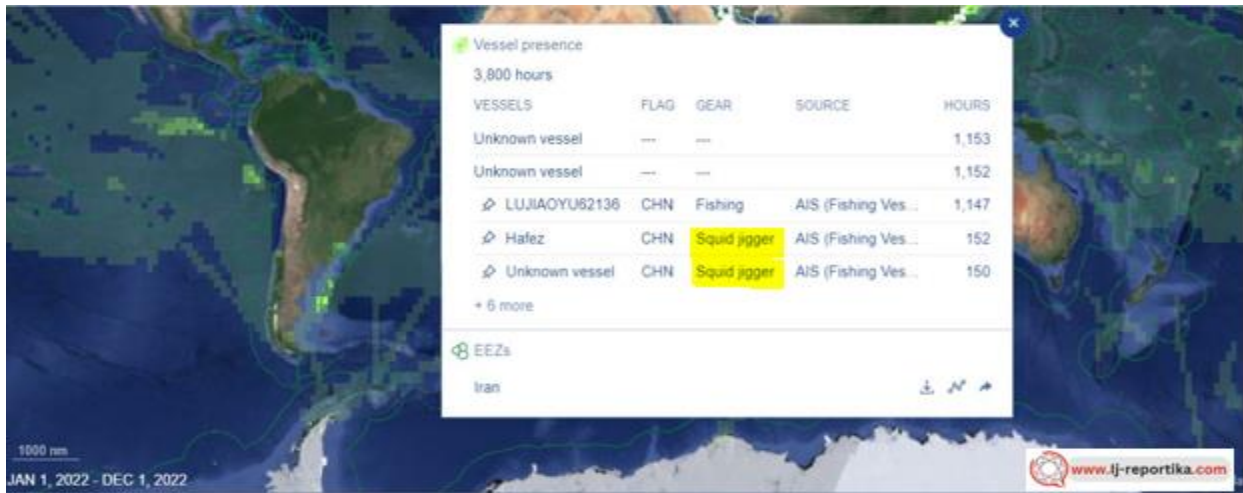 Vessel presence
3,800 hours
VESSELS FLAG GEAR SOURCE HOURS
Unknown vessel --- --- 1,153
Unknown vessel --- --- 1,152
LUJIAOYU62136 CHN Fishing AIS (Fishing Ves... 1,147
Hafez CHN Squid jigger AIS (Fishing Ves... 152
Unknown vessel CHN Squid jigger AIS (Fishing Ves... 150
+ 6 more
EEZs
Iran
1000 nm
JAN 1, 2022 - DEC 1, 2022
www.lj-reportika.com